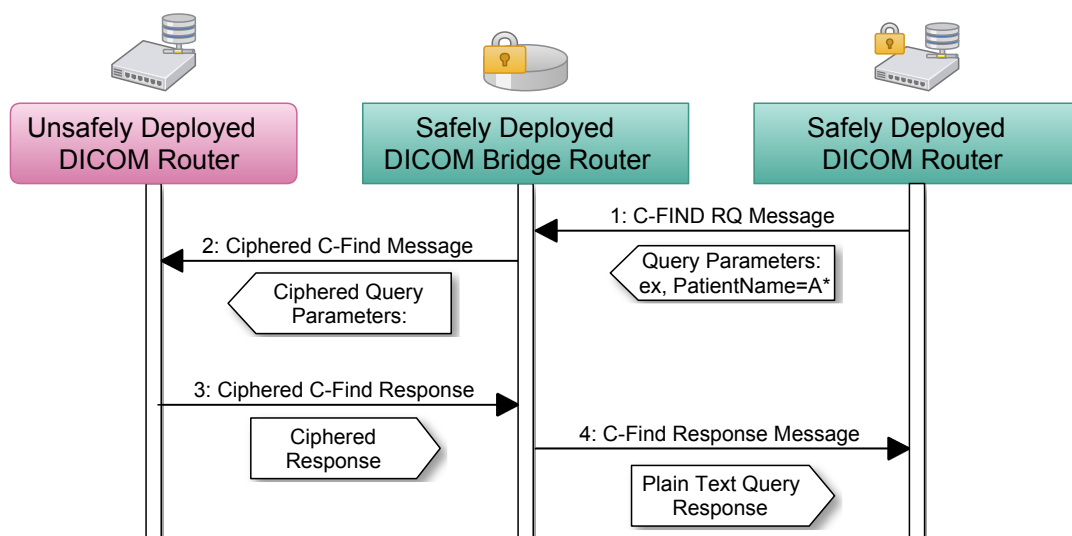 Unsafely Deployed
DICOM Router
Safely Deployed
DICOM Bridge Router
Safely Deployed
DICOM Router
1: C-FIND RQ Message
2: Ciphered C-Find Message
Query Parameters:
ex, PatientName=A*
Ciphered Query
Parameters:
3: Ciphered C-Find Response
Ciphered
Response
4: C-Find Response Message
Plain Text Query
Response